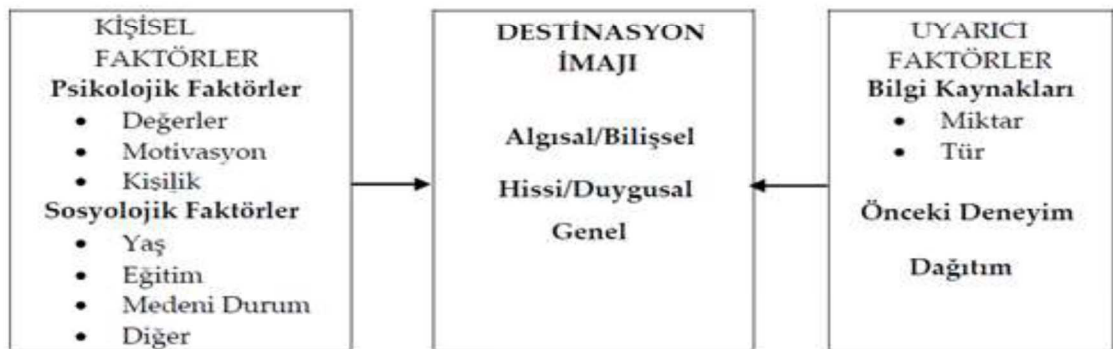 KİŞİSEL
FAKTÖRLER
Psikolojik Faktörler
• Değerler
• Motivasyon
• Kişilik
Sosyolojik Faktörler
• Yaş
• Eğitim
• Medeni Durum
• Diğer
DESTİNASYON
İMAJI
Algısal/Bilişsel
Hissi/Duygusal
Genel
UYARICI
FAKTÖRLER
Bilgi Kaynakları
• Miktar
• Tür
Önceki Deneyim
Dağıtım